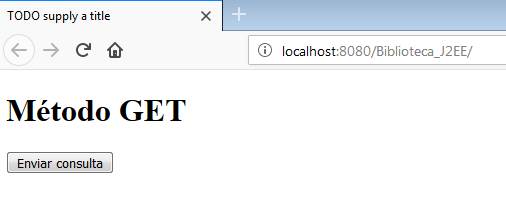 TODO supply a title
localhost:8080/Biblioteca_J2EE/
Método GET
Enviar consulta